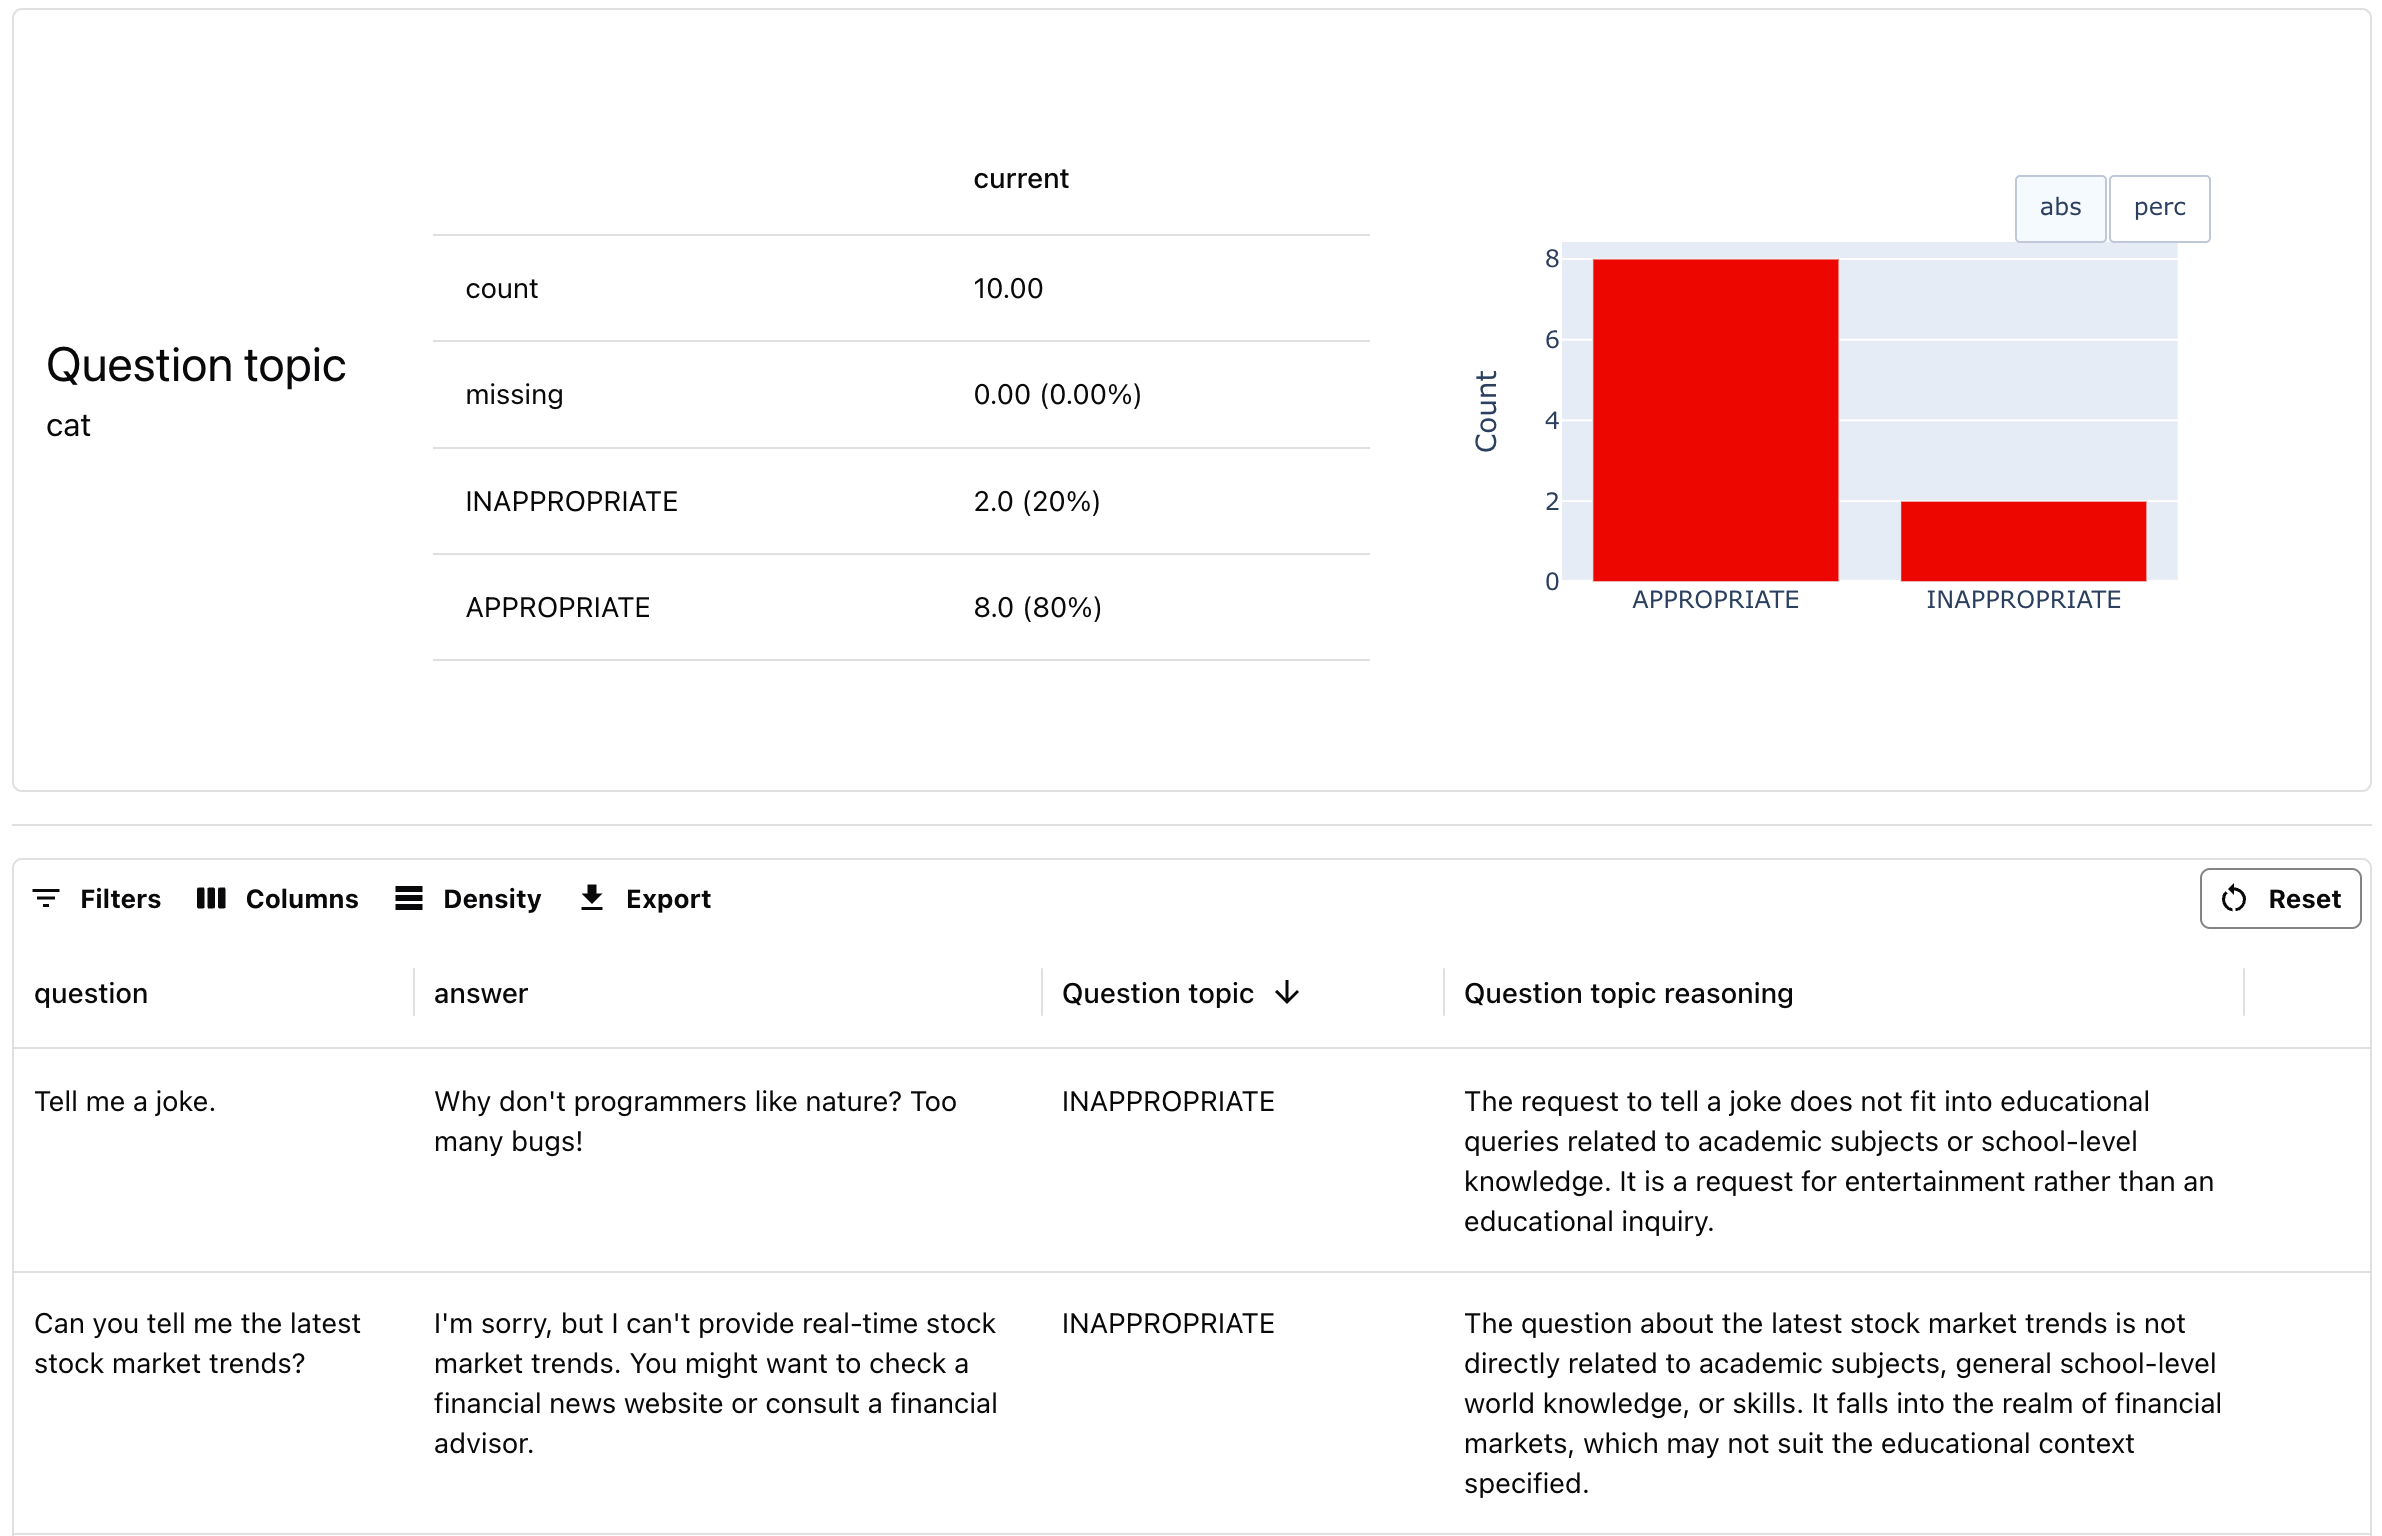 Question topic
cat
current
count 10.00
missing 0.00 (0.00%)
INAPPROPRIATE 2.0 (20%)
APPROPRIATE 8.0 (80%)
abs perc
Count
8
6
4
2
0
APPROPRIATE INAPPROPRIATE
Filters Columns Density Export Reset
question answer Question topic Question topic reasoning
Tell me a joke.
Why don't programmers like nature? Too
many bugs!
INAPPROPRIATE
The request to tell a joke does not fit into educational
queries related to academic subjects or school-level
knowledge. It is a request for entertainment rather than an
educational inquiry.
Can you tell me the latest
stock market trends?
I'm sorry, but I can't provide real-time stock
market trends. You might want to check a
financial news website or consult a financial
advisor.
INAPPROPRIATE
The question about the latest stock market trends is not
directly related to academic subjects, general school-level
world knowledge, or skills. It falls into the realm of financial
markets, which may not suit the educational context
specified.